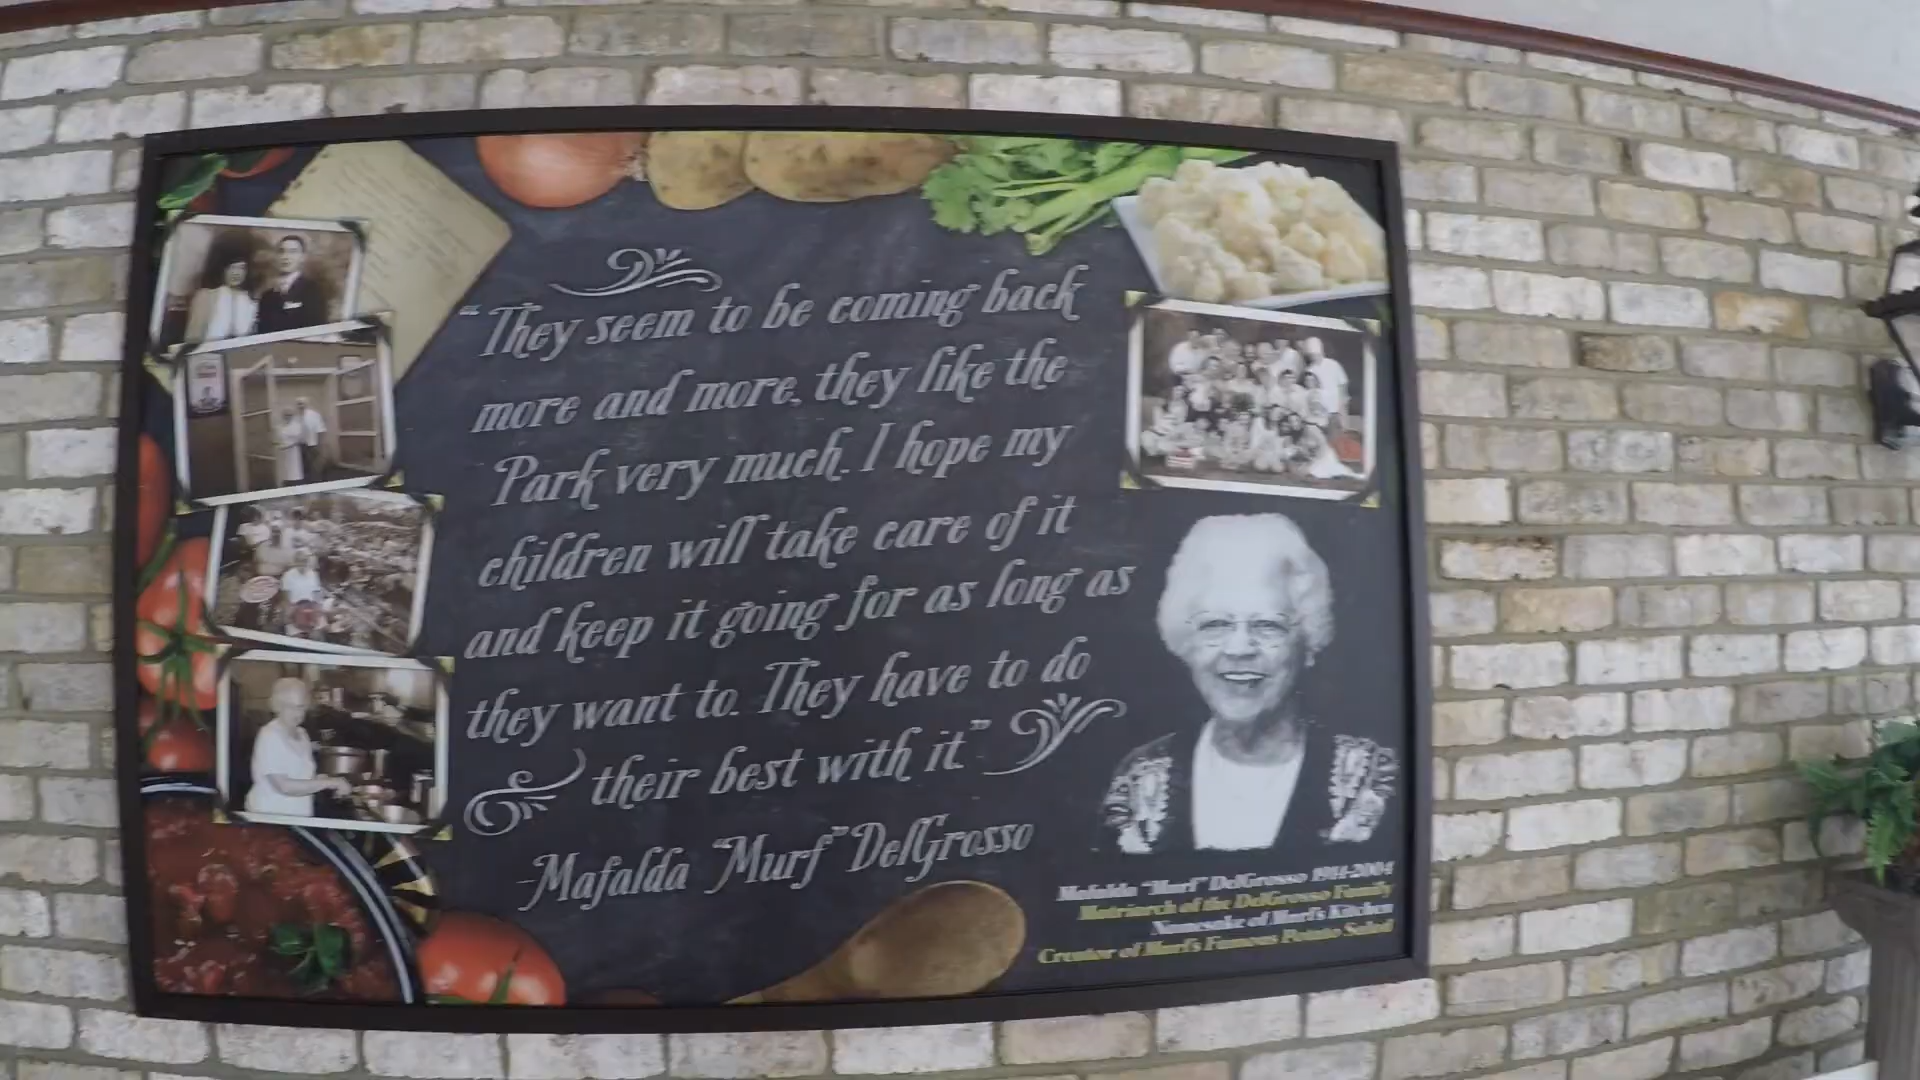 "They seem to be coming back
more and more, they like the
Park very much. I hope my
children will take care of it
and keep it going for as long as
they want to. They have to do
their best with it"
-Mafalda "Murf" DelGrosso
Mafalda "Murf" DelGrosso 1914-2004
Matriarch of the DelGrosso Family
Namesake of Murf's Kitchen
Creator of Murf's Famous Potato Salad